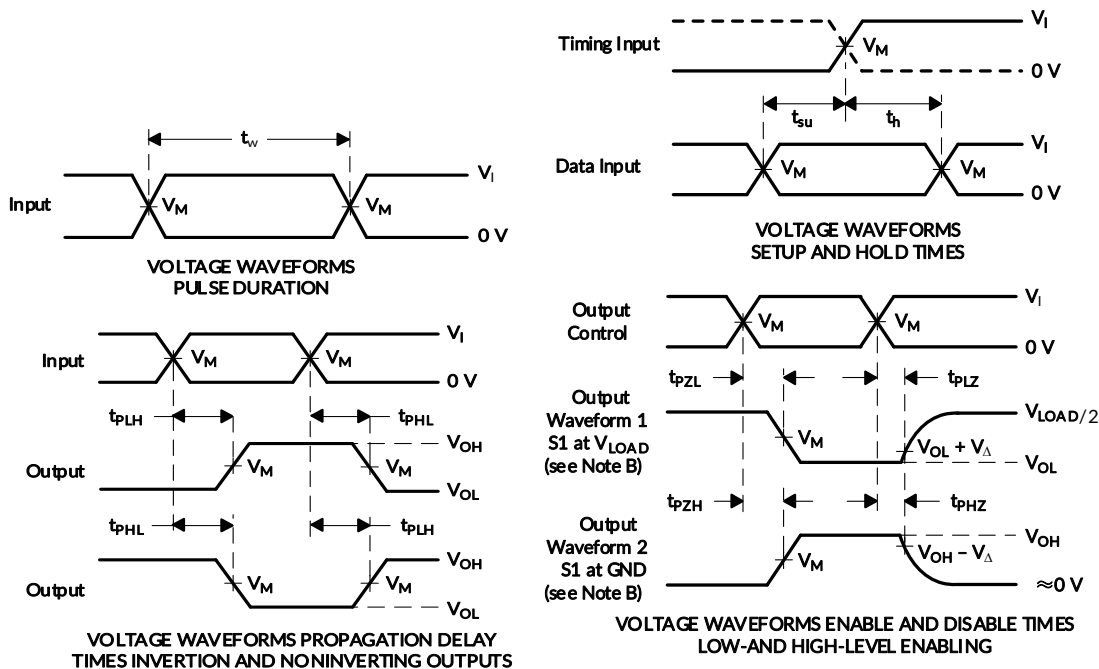 t_w
V_I
Input
V_M
V_M
0 V
VOLTAGE WAVEFORMS
PULSE DURATION
Timing Input
V_I
V_M
0 V
t_su
t_h
Data Input
V_I
V_M
V_M
0 V
VOLTAGE WAVEFORMS
SETUP AND HOLD TIMES
Input
V_I
V_M
V_M
0 V
t_PLH
t_PHL
Output
V_OH
V_M
V_M
V_OL
t_PHL
t_PLH
Output
V_OH
V_M
V_M
V_OL
VOLTAGE WAVEFORMS PROPAGATION DELAY
TIMES INVERTION AND NONINVERTING OUTPUTS
Output
Control
V_I
V_M
V_M
0 V
t_PZL
t_PLZ
Output
Waveform 1
S1 at V_LOAD
(see Note B)
V_LOAD/2
V_M
V_OL + V_Δ
V_OL
t_PZH
t_PHZ
Output
Waveform 2
S1 at GND
(see Note B)
V_OH
V_M
V_OH − V_Δ
≈0 V
VOLTAGE WAVEFORMS ENABLE AND DISABLE TIMES
LOW-AND HIGH-LEVEL ENABLING